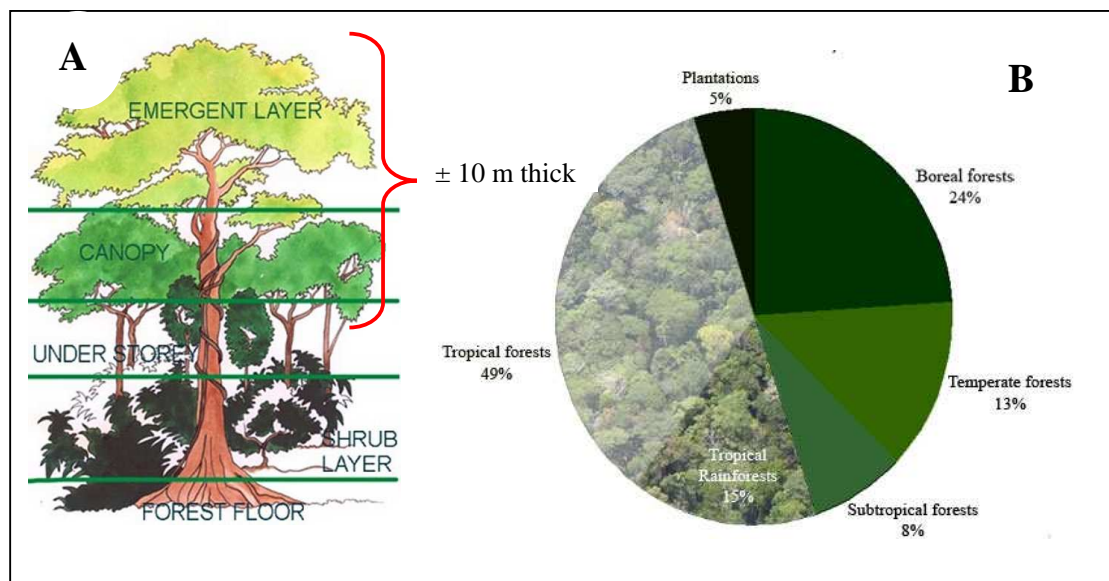 A
EMERGENT LAYER
CANOPY
UNDER STOREY
SHRUB
LAYER
FOREST FLOOR
± 10 m thick
B
Plantations
5%
Boreal forests
24%
Tropical forests
49%
Temperate forests
13%
Tropical
Rainforests
15%
Subtropical forests
8%